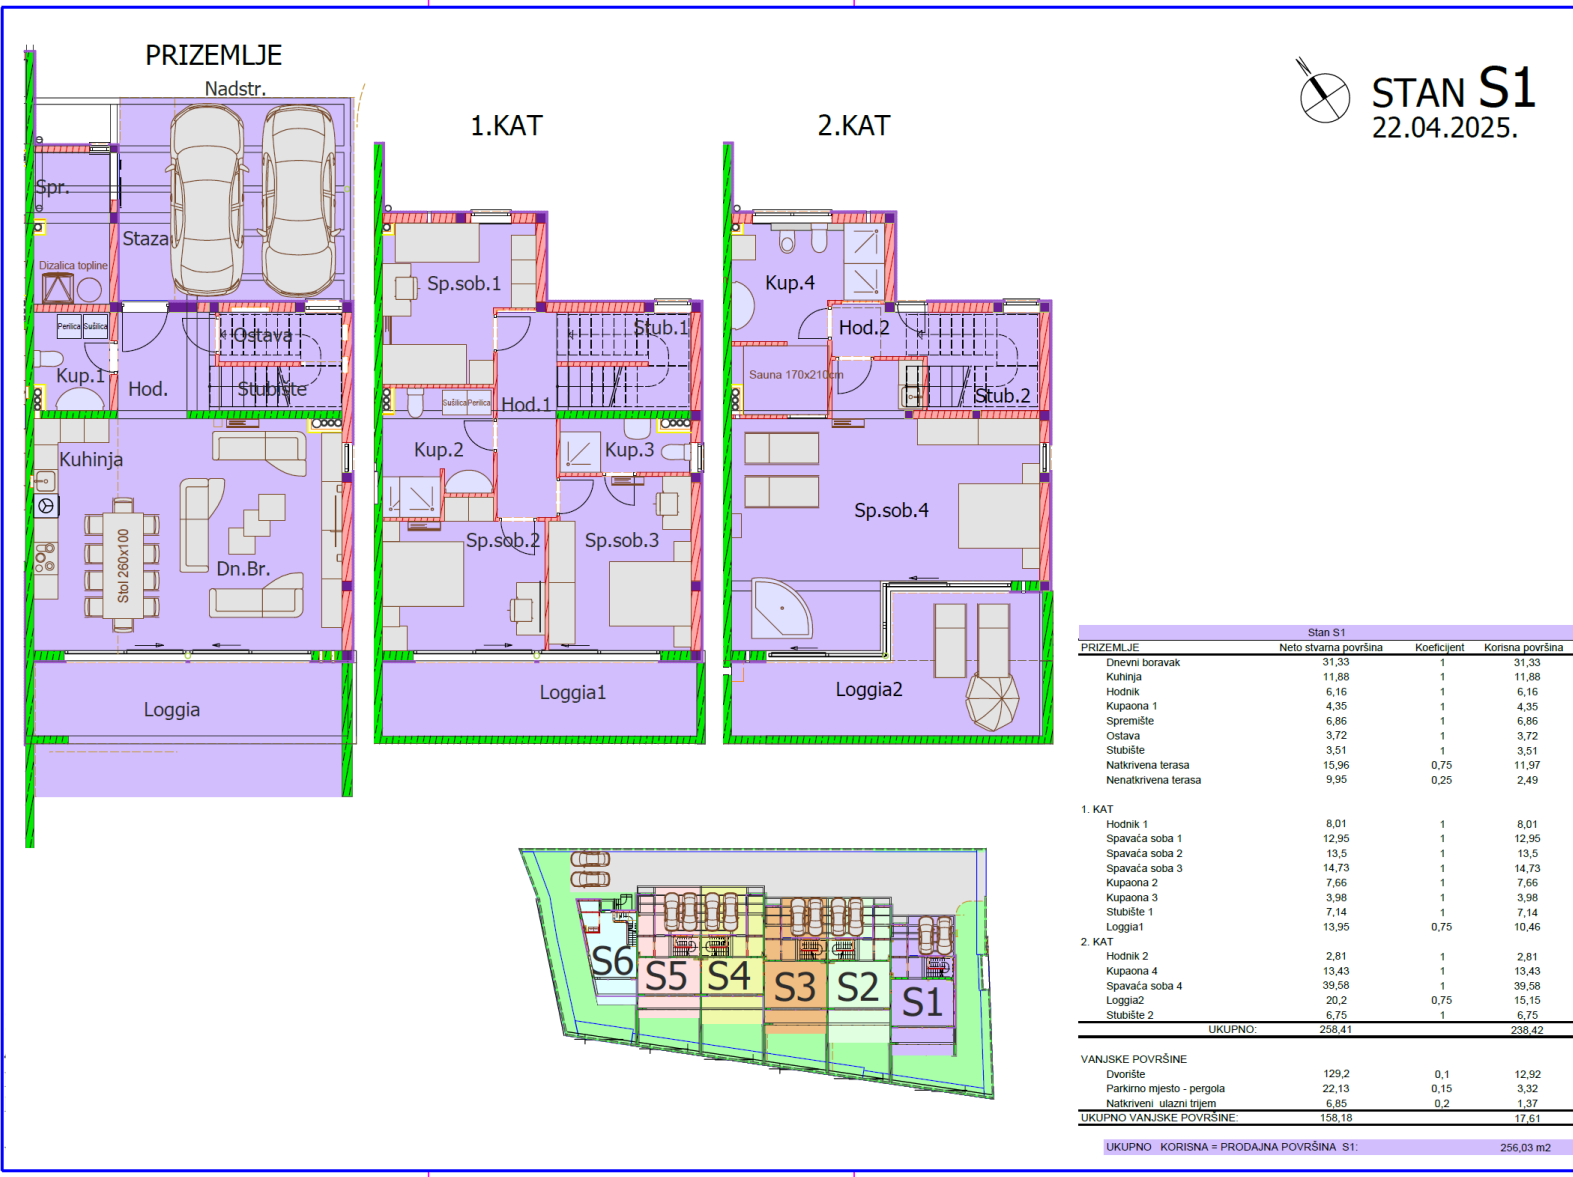 PRIZEMLJE
Nadstr.
1.KAT
2.KAT
STAN S1
22.04.2025.
Spr.
Staza
Dizalica topline
Perilica Sušilica
Ostava
Kup.1
Hod.
Stubište
Kuhinja
Stol 260x100
Dn.Br.
Loggia
Sp.sob.1
Stub.1
Sušilica Perilica
Hod.1
Kup.2
Kup.3
Sp.sob.2
Sp.sob.3
Loggia1
Kup.4
Hod.2
Sauna 170x210cm
Stub.2
Sp.sob.4
Loggia2
S6
S5
S4
S3
S2
S1
Stan S1
PRIZEMLJE Neto stvarna površina Koeficijent Korisna površina
Dnevni boravak 31,33 1 31,33
Kuhinja 11,88 1 11,88
Hodnik 6,16 1 6,16
Kupaona 1 4,35 1 4,35
Spremište 6,86 1 6,86
Ostava 3,72 1 3,72
Stubište 3,51 1 3,51
Natkrivena terasa 15,96 0,75 11,97
Nenatkrivena terasa 9,95 0,25 2,49
1. KAT
Hodnik 1 8,01 1 8,01
Spavaća soba 1 12,95 1 12,95
Spavaća soba 2 13,5 1 13,5
Spavaća soba 3 14,73 1 14,73
Kupaona 2 7,66 1 7,66
Kupaona 3 3,98 1 3,98
Stubište 1 7,14 1 7,14
Loggia1 13,95 0,75 10,46
2. KAT
Hodnik 2 2,81 1 2,81
Kupaona 4 13,43 1 13,43
Spavaća soba 4 39,58 1 39,58
Loggia2 20,2 0,75 15,15
Stubište 2 6,75 1 6,75
UKUPNO: 258,41 238,42
VANJSKE POVRŠINE
Dvorište 129,2 0,1 12,92
Parkirno mjesto - pergola 22,13 0,15 3,32
Natkriveni ulazni trijem 6,85 0,2 1,37
UKUPNO VANJSKE POVRŠINE: 158,18 17,61
UKUPNO KORISNA = PRODAJNA POVRŠINA S1: 256,03 m2